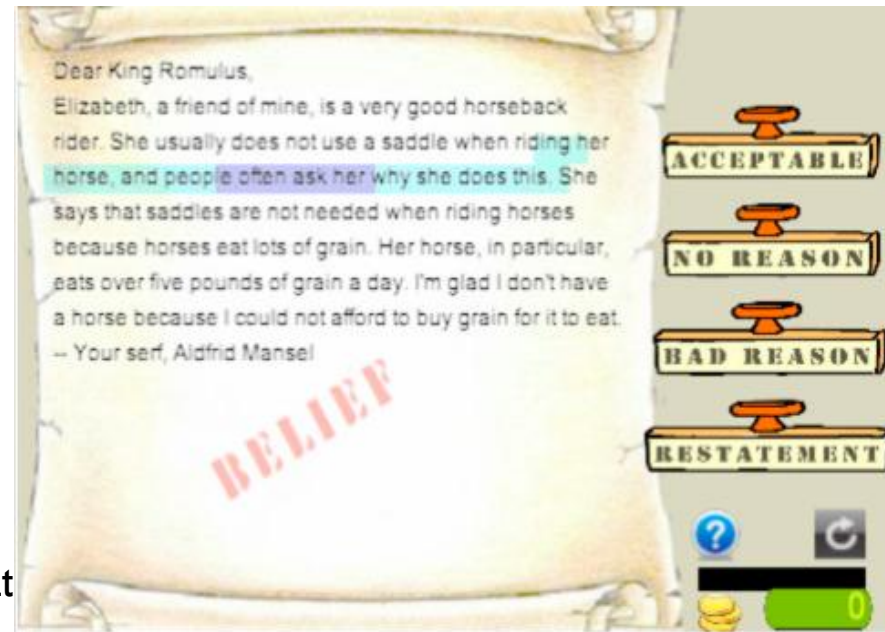 Dear King Romulus,
Elizabeth, a friend of mine, is a very good horseback
rider. She usually does not use a saddle when riding her
horse, and people often ask her why she does this. She
says that saddles are not needed when riding horses
because horses eat lots of grain. Her horse, in particular,
eats over five pounds of grain a day. I'm glad I don't have
a horse because I could not afford to buy grain for it to eat.
-- Your serf, Aldfrid Mansel
BELIEF
ACCEPTABLE
NO REASON
BAD REASON
RESTATEMENT
?
0